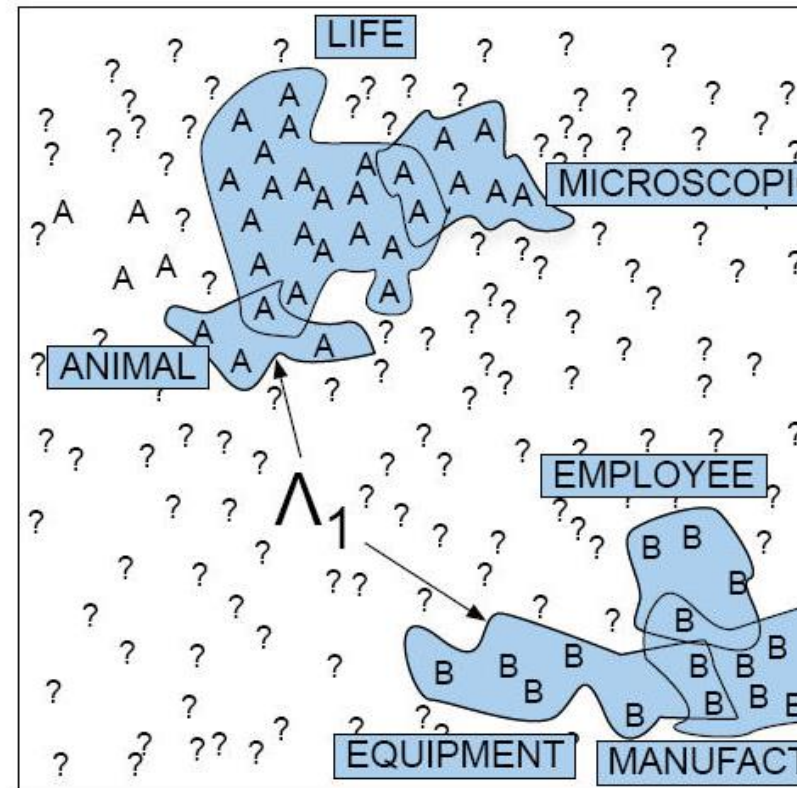 LIFE
MICROSCOPI
ANIMAL
Λ1
EMPLOYEE
EQUIPMENT
MANUFACT